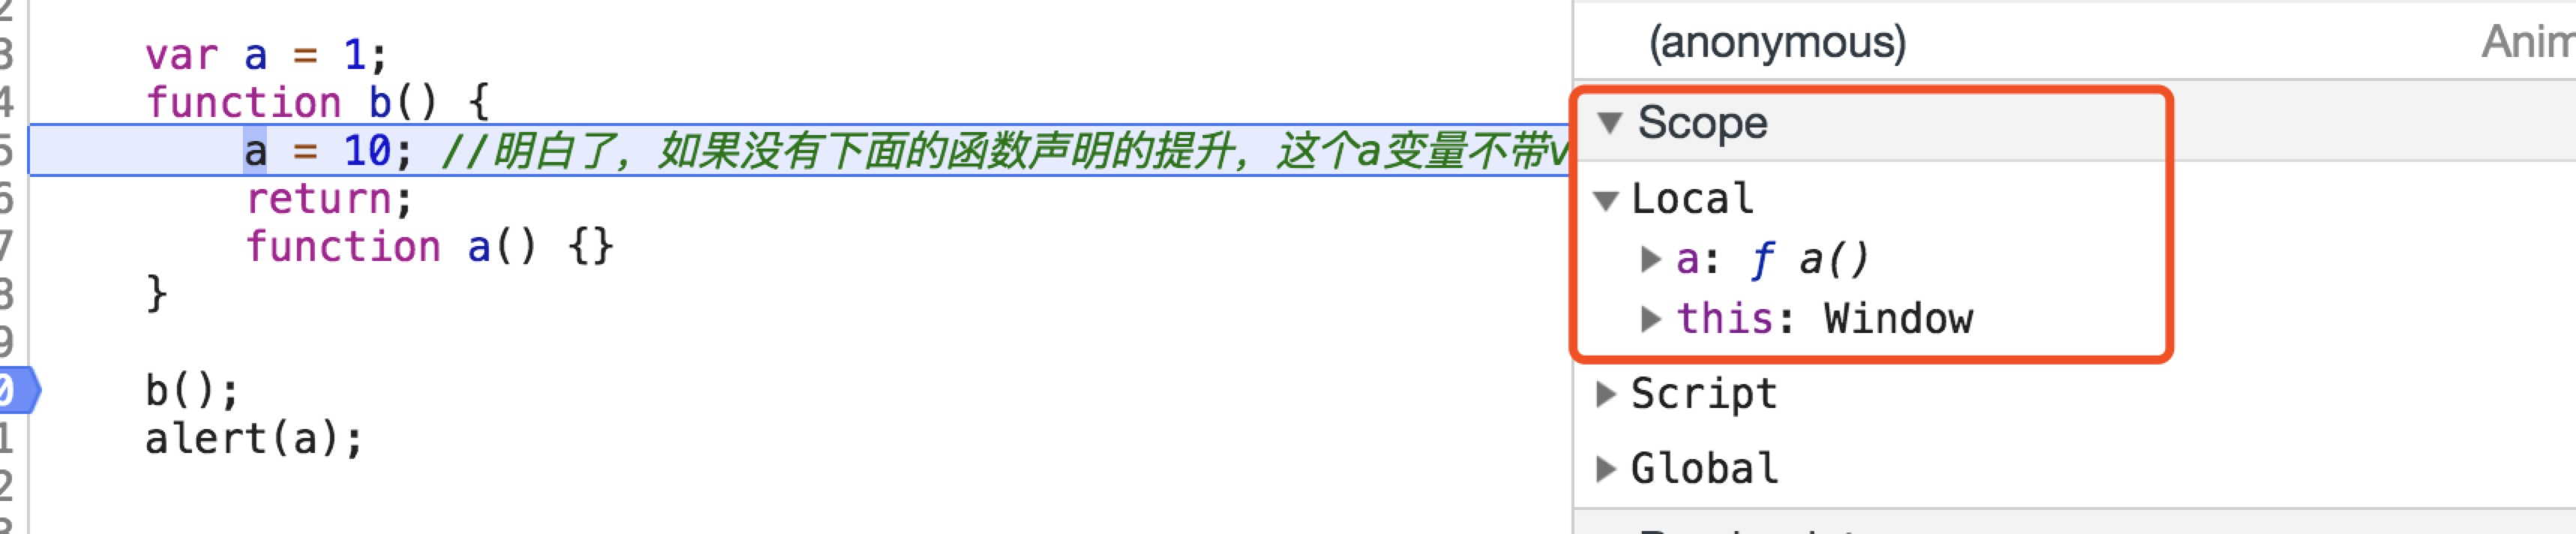 3 var a = 1;
4 function b() {
5 a = 10; //明白了，如果没有下面的函数声明的提升，这个a变量不带v
6 return;
7 function a() {}
8 }
9
0 b();
1 alert(a);
2
(anonymous) Anim
Scope
Local
a: ƒ a()
this: Window
Script
Global